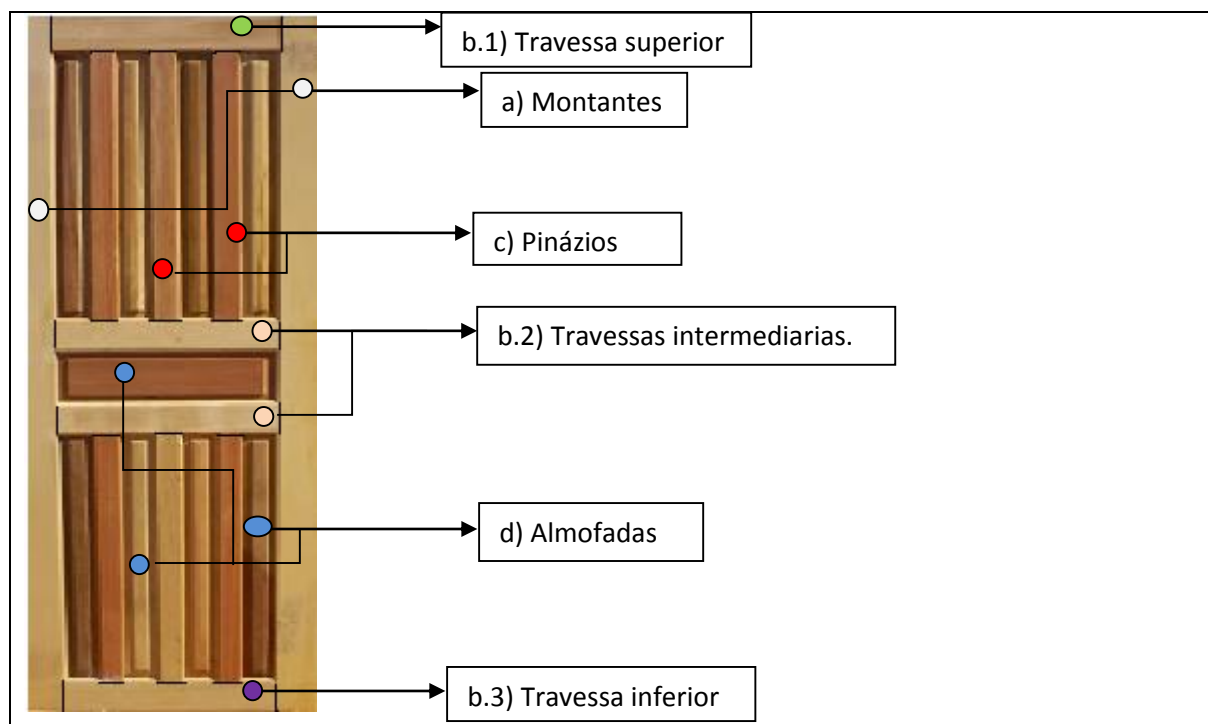 b.1) Travessa superior
a) Montantes
c) Pinázios
b.2) Travessas intermediarias.
d) Almofadas
b.3) Travessa inferior